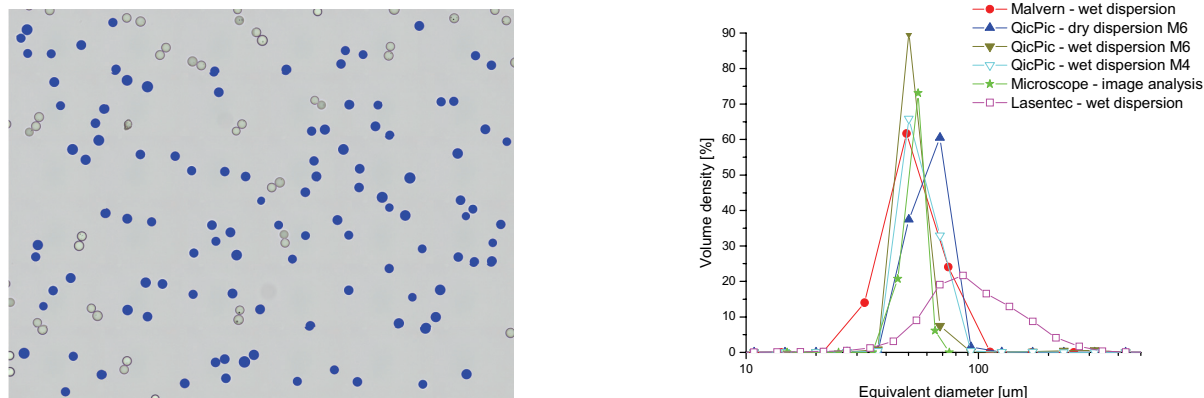 Malvern - wet dispersion
QicPic - dry dispersion M6
QicPic - wet dispersion M6
QicPic - wet dispersion M4
Microscope - image analysis
Lasentec - wet dispersion
90
80
70
60
50
40
30
20
10
0
Volume density [%]
10
100
Equivalent diameter [um]